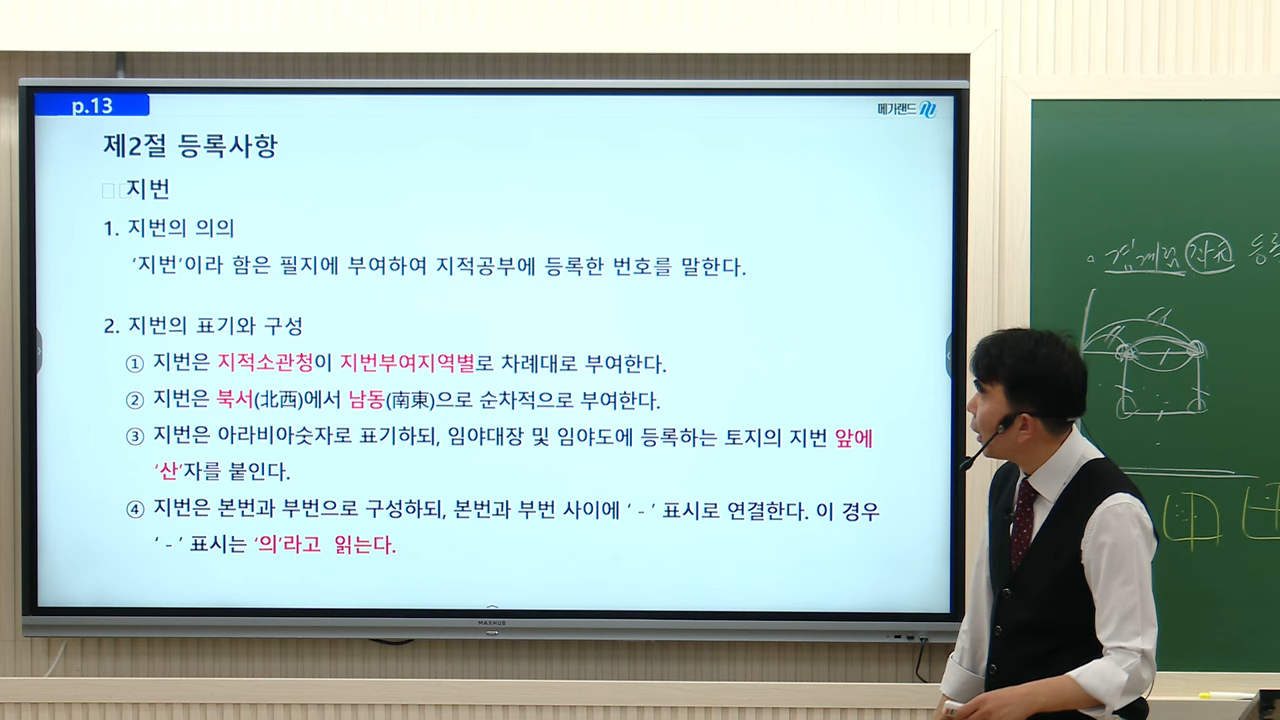 p.13
메가랜드
제2절 등록사항
지번
1. 지번의 의의
‘지번’이라 함은 필지에 부여하여 지적공부에 등록한 번호를 말한다.
2. 지번의 표기와 구성
① 지번은 지적소관청이 지번부여지역별로 차례대로 부여한다.
② 지번은 북서(北西)에서 남동(南東)으로 순차적으로 부여한다.
③ 지번은 아라비아숫자로 표기하되, 임야대장 및 임야도에 등록하는 토지의 지번 앞에
‘산’자를 붙인다.
④ 지번은 본번과 부번으로 구성하되, 본번과 부번 사이에 ‘ - ’ 표시로 연결한다. 이 경우
‘ - ’ 표시는 ‘의’라고 읽는다.
MAXHUB
등록